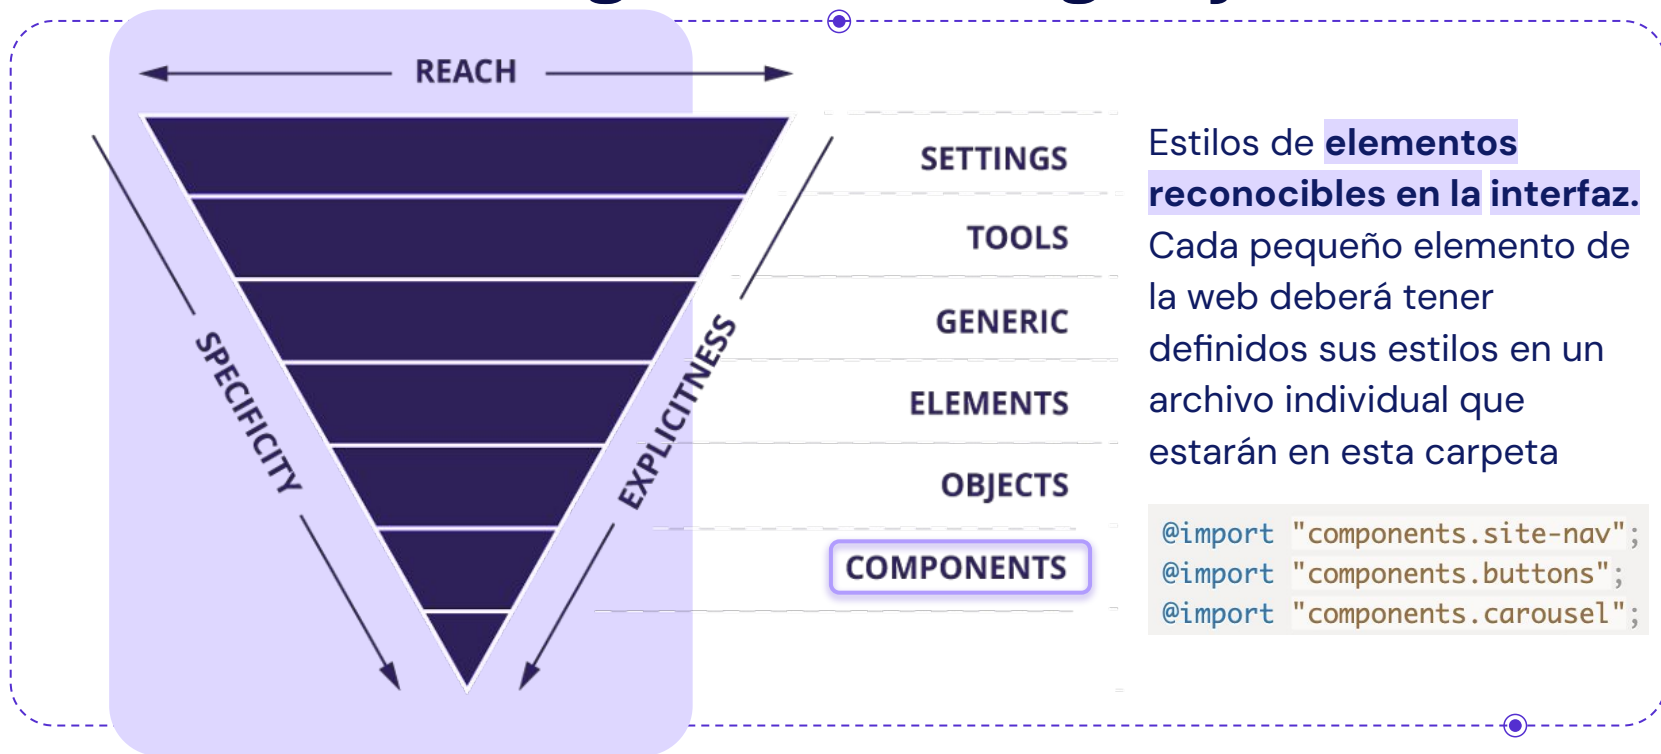 REACH
SPECIFICITY
EXPLICITNESS
SETTINGS
TOOLS
GENERIC
ELEMENTS
OBJECTS
COMPONENTS
Estilos de elementos
reconocibles en la interfaz.
Cada pequeño elemento de
la web deberá tener
definidos sus estilos en un
archivo individual que
estarán en esta carpeta
@import "components.site-nav";
@import "components.buttons";
@import "components.carousel";